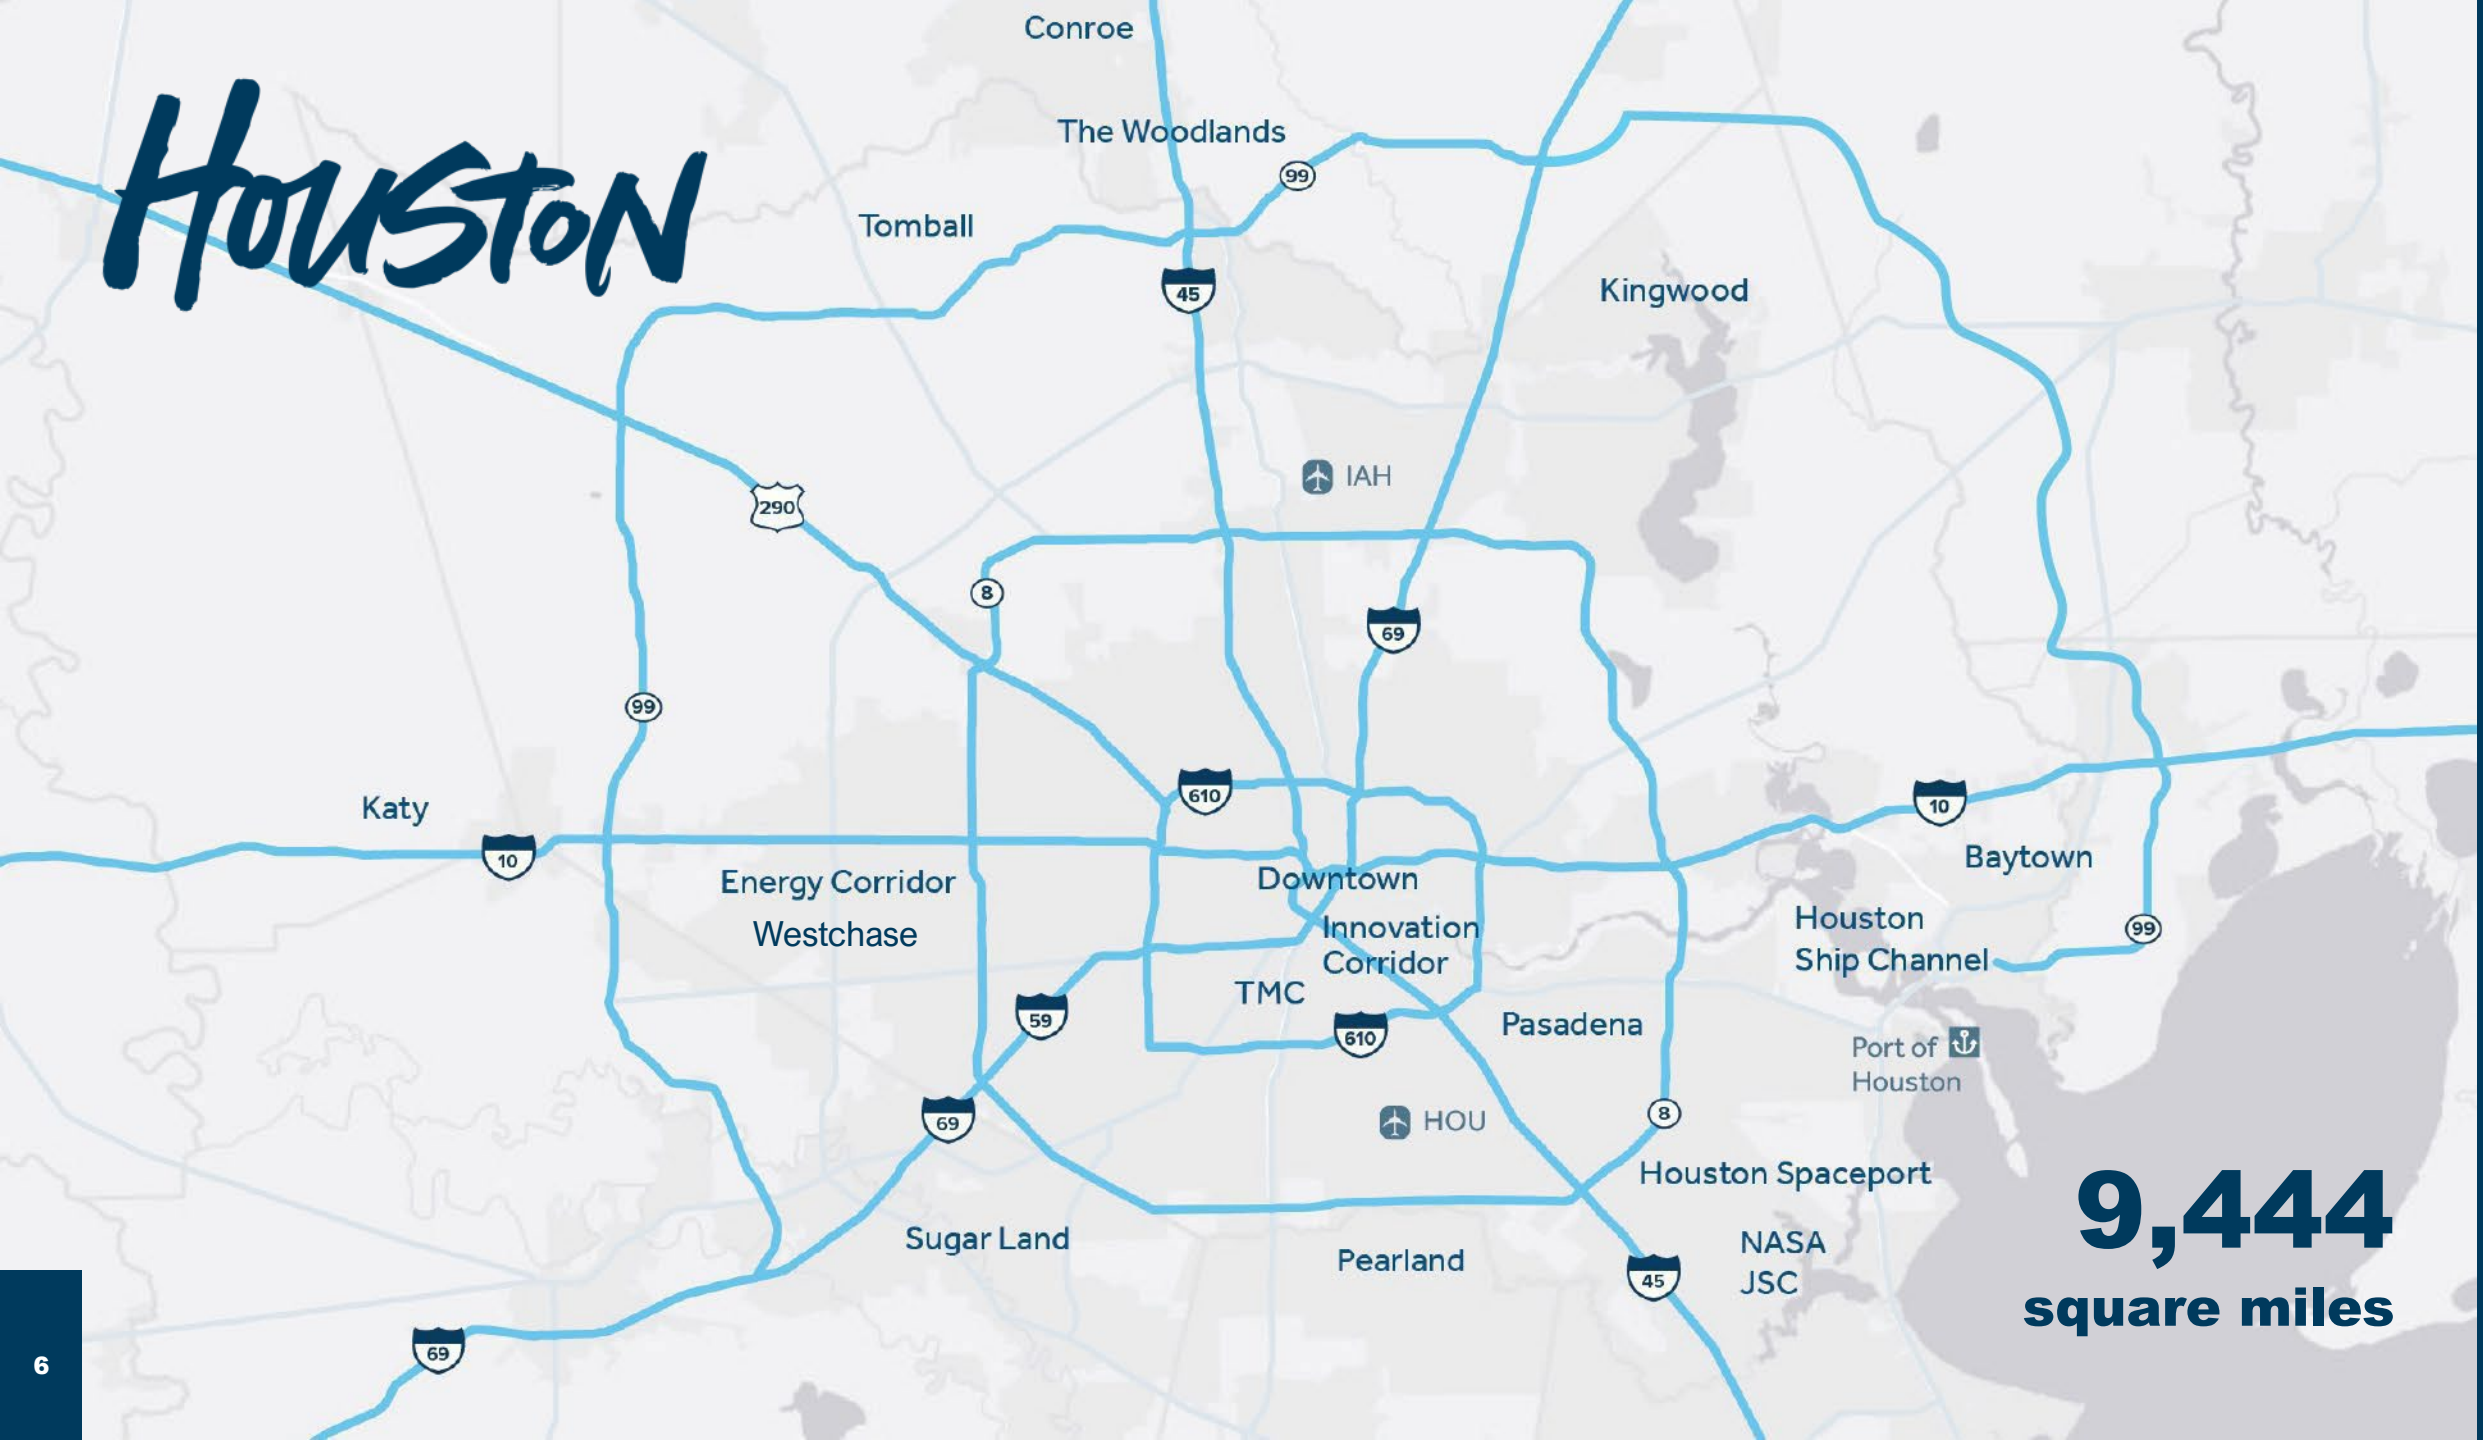 Conroe
Houston
The Woodlands
99
Tomball
45
Kingwood
IAH
290
8
69
99
610
10
Katy
10
Baytown
Energy Corridor
Downtown
Westchase
Innovation
Corridor
Houston
Ship Channel
99
TMC
59
610
Pasadena
Port of
Houston
69
HOU
8
Houston Spaceport
Sugar Land
Pearland
NASA
JSC
45
9,444
square miles
69
6